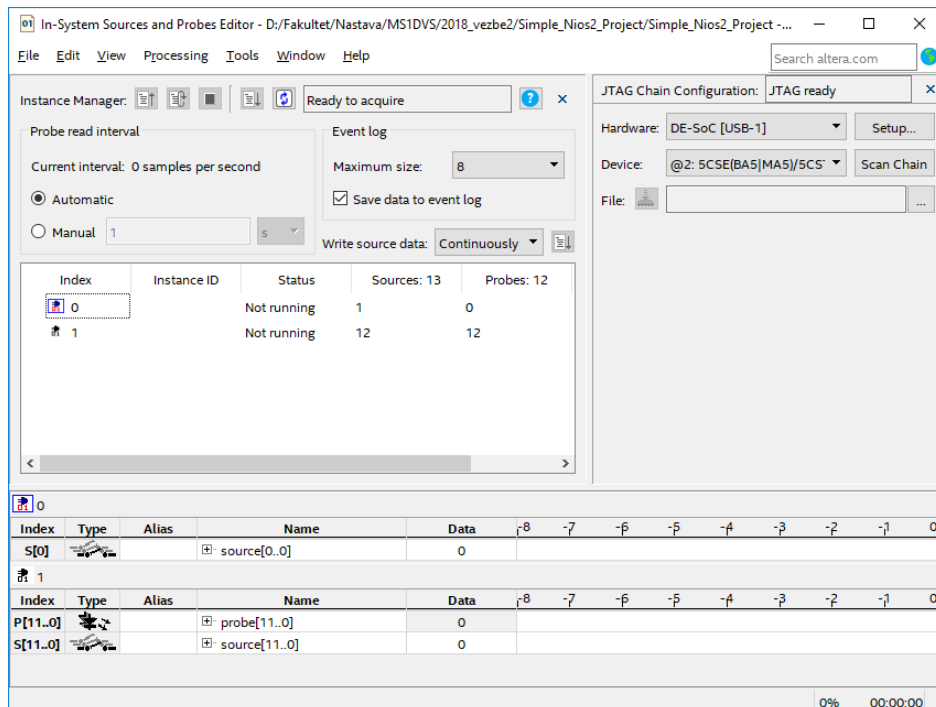 In-System Sources and Probes Editor - D:/Fakultet/Nastava/MS1DVS/2018_vezbe2/Simple_Nios2_Project/Simple_Nios2_Project -...
File Edit View Processing Tools Window Help
Search altera.com
Instance Manager: Ready to acquire
JTAG Chain Configuration: JTAG ready
Probe read interval
Current interval: 0 samples per second
Automatic
Manual 1 s
Event log
Maximum size: 8
Save data to event log
Write source data: Continuously
Hardware: DE-SoC [USB-1] Setup...
Device: @2: 5CSE(BA5|MA5)/5CS Scan Chain
File: ...
Index Instance ID Status Sources: 13 Probes: 12
0 Not running 1 0
1 Not running 12 12
0
Index Type Alias Name Data -8 -7 -6 -5 -4 -3 -2 -1 0
S[0] source[0..0] 0
1
Index Type Alias Name Data -8 -7 -6 -5 -4 -3 -2 -1 0
P[11..0] probe[11..0] 0
S[11..0] source[11..0] 0
0% 00:00:00